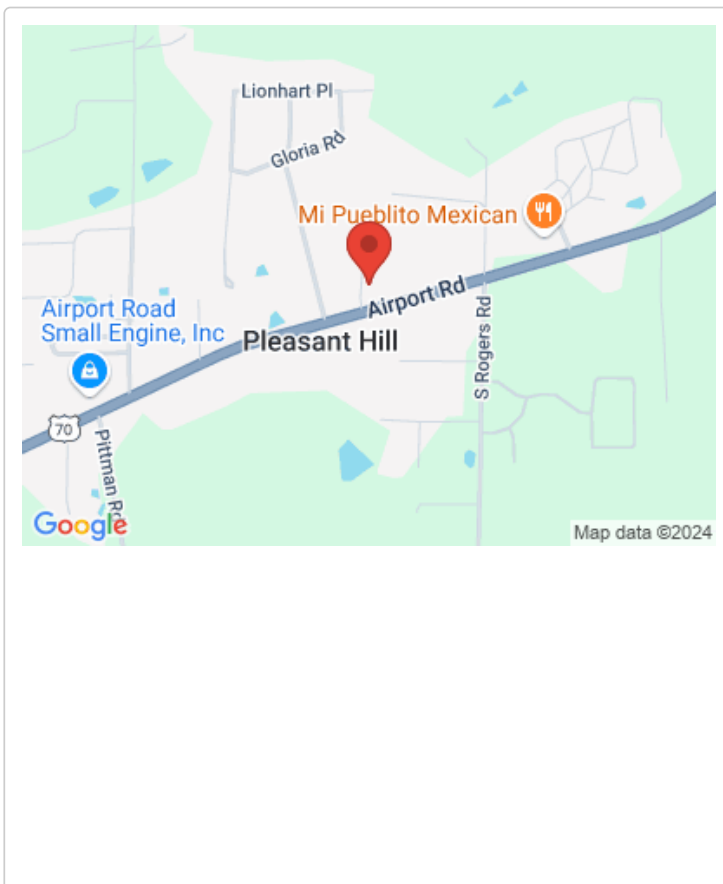 Lionhart Pl
Gloria Rd
Mi Pueblito Mexican
Airport Rd
Airport Road
Small Engine, Inc
Pleasant Hill
S Rogers Rd
70
Pittman Rd
Google
Map data ©2024